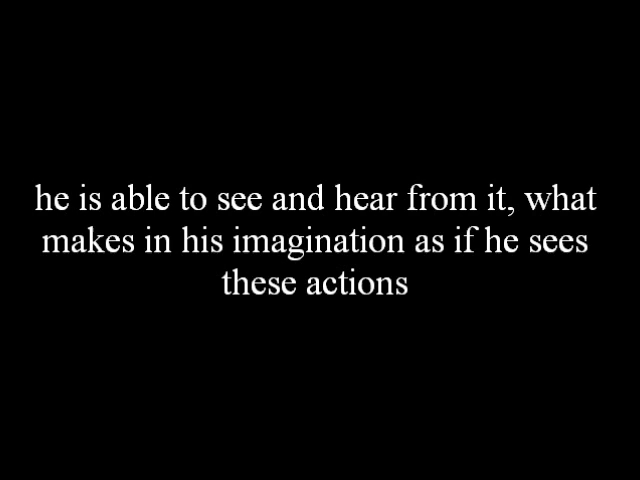 he is able to see and hear from it, what
makes in his imagination as if he sees
these actions